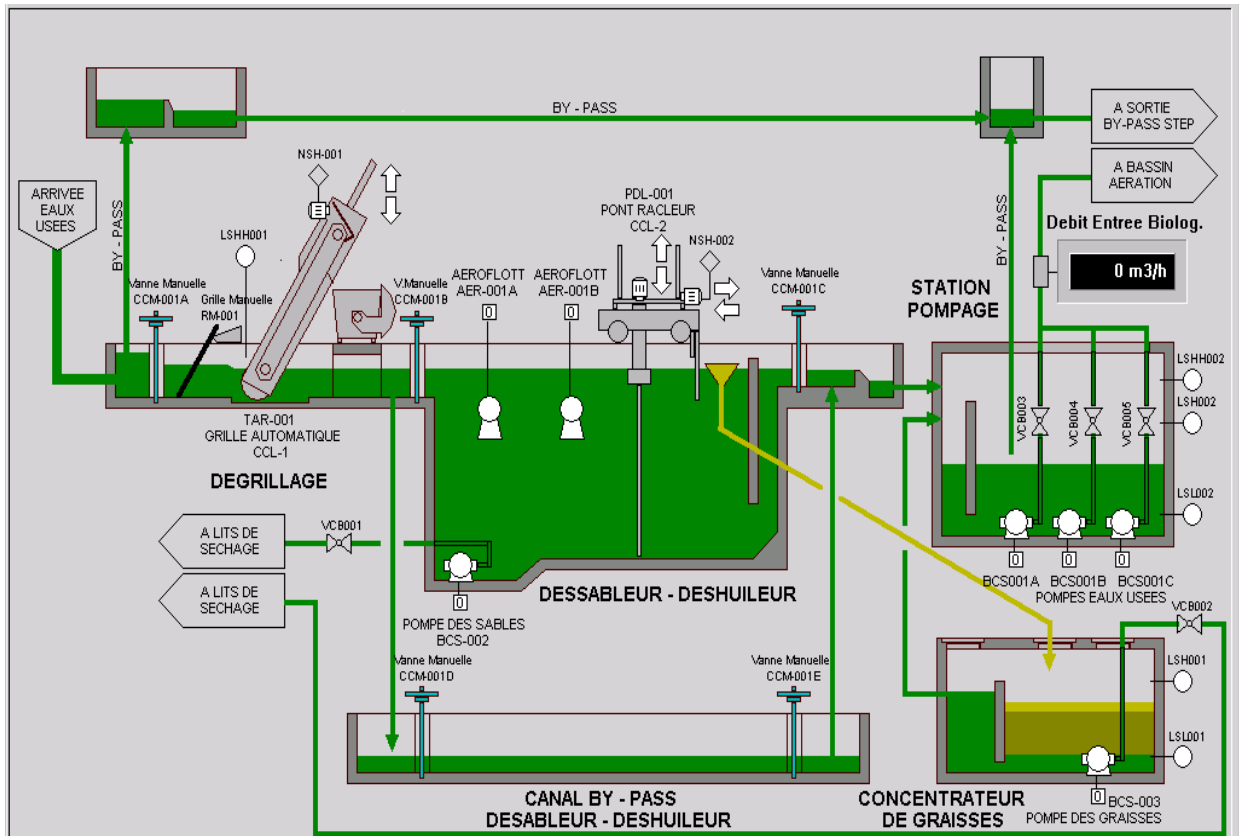 BY - PASS
A SORTIE
BY-PASS STEP
A BASSIN
AERATION
ARRIVEE
EAUX
USEES
BY - PASS
NSH-001
LSHH001
PDL-001
PONT RACLEUR
CCL-2
NSH-002
BY - PASS
Debit Entree Biolog.
0 m3/h
Vanne Manuelle
CCM-001A
Grille Manuelle
RM-001
V.Manuelle
CCM-001B
AEROFLOTT
AER-001A
0
AEROFLOTT
AER-001B
0
Vanne Manuelle
CCM-001C
STATION
POMPAGE
LSHH002
LSH002
VCB003
VCB004
VCB005
LSL002
TAR-001
GRILLE AUTOMATIQUE
CCL-1
DEGRILLAGE
A LITS DE
SECHAGE
VCB001
A LITS DE
SECHAGE
0
POMPE DES SABLES
BCS-002
DESSABLEUR - DESHUILEUR
0
0
0
BCS001A
BCS001B
BCS001C
POMPES EAUX USEES
VCB002
Vanne Manuelle
CCM-001D
Vanne Manuelle
CCM-001E
LSH001
LSL001
CANAL BY - PASS
DESABLEUR - DESHUILEUR
CONCENTRATEUR
DE GRAISSES
0
BCS-003
POMPE DES GRAISSES